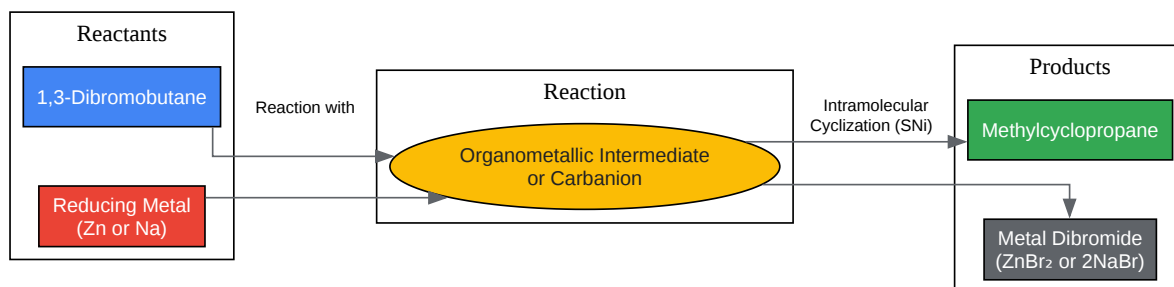 Reactants
1,3-Dibromobutane
Reducing Metal
(Zn or Na)
Reaction with
Reaction
Organometallic Intermediate
or Carbanion
Intramolecular
Cyclization (SNi)
Products
Methylcyclopropane
Metal Dibromide
(ZnBr₂ or 2NaBr)